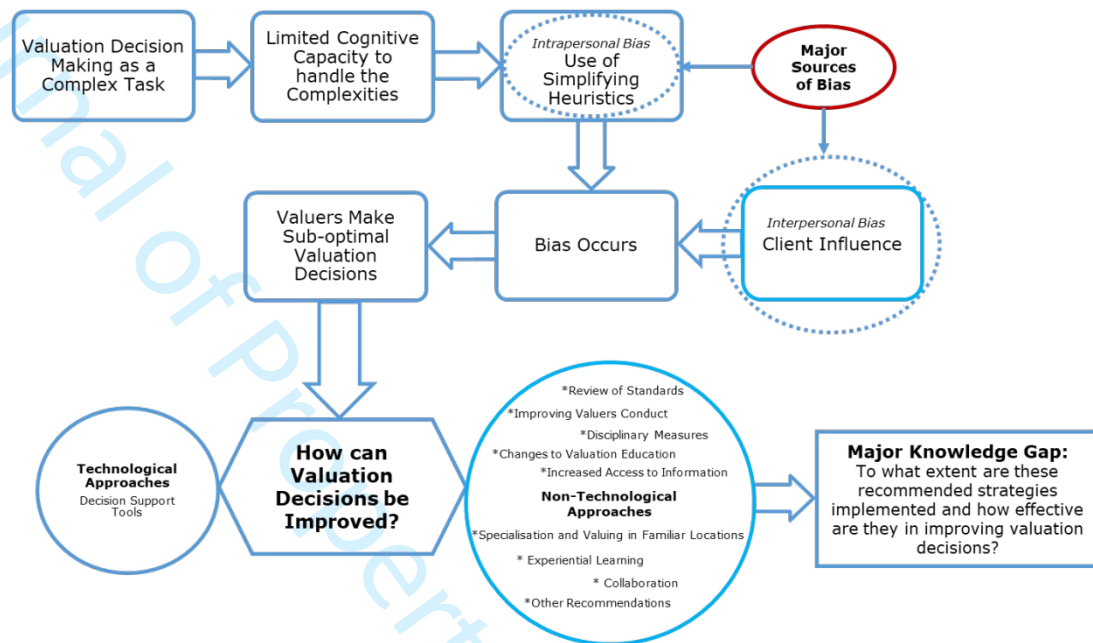 Valuation Decision
Making as a
Complex Task
Limited Cognitive
Capacity to
handle the
Complexities
Intrapersonal Bias
Use of
Simplifying
Heuristics
Major
Sources
of Bias
Valuers Make
Sub-optimal
Valuation
Decisions
Bias Occurs
Interpersonal Bias
Client Influence
Technological
Approaches
Decision Support
Tools
How can
Valuation
Decisions be
Improved?
*Review of Standards
*Improving Valuers Conduct
*Disciplinary Measures
*Changes to Valuation Education
*Increased Access to Information
Non-Technological
Approaches
*Specialisation and Valuing in Familiar Locations
* Experiential Learning
* Collaboration
*Other Recommendations
Major Knowledge Gap:
To what extent are these
recommended strategies
implemented and how effective
are they in improving valuation
decisions?
of